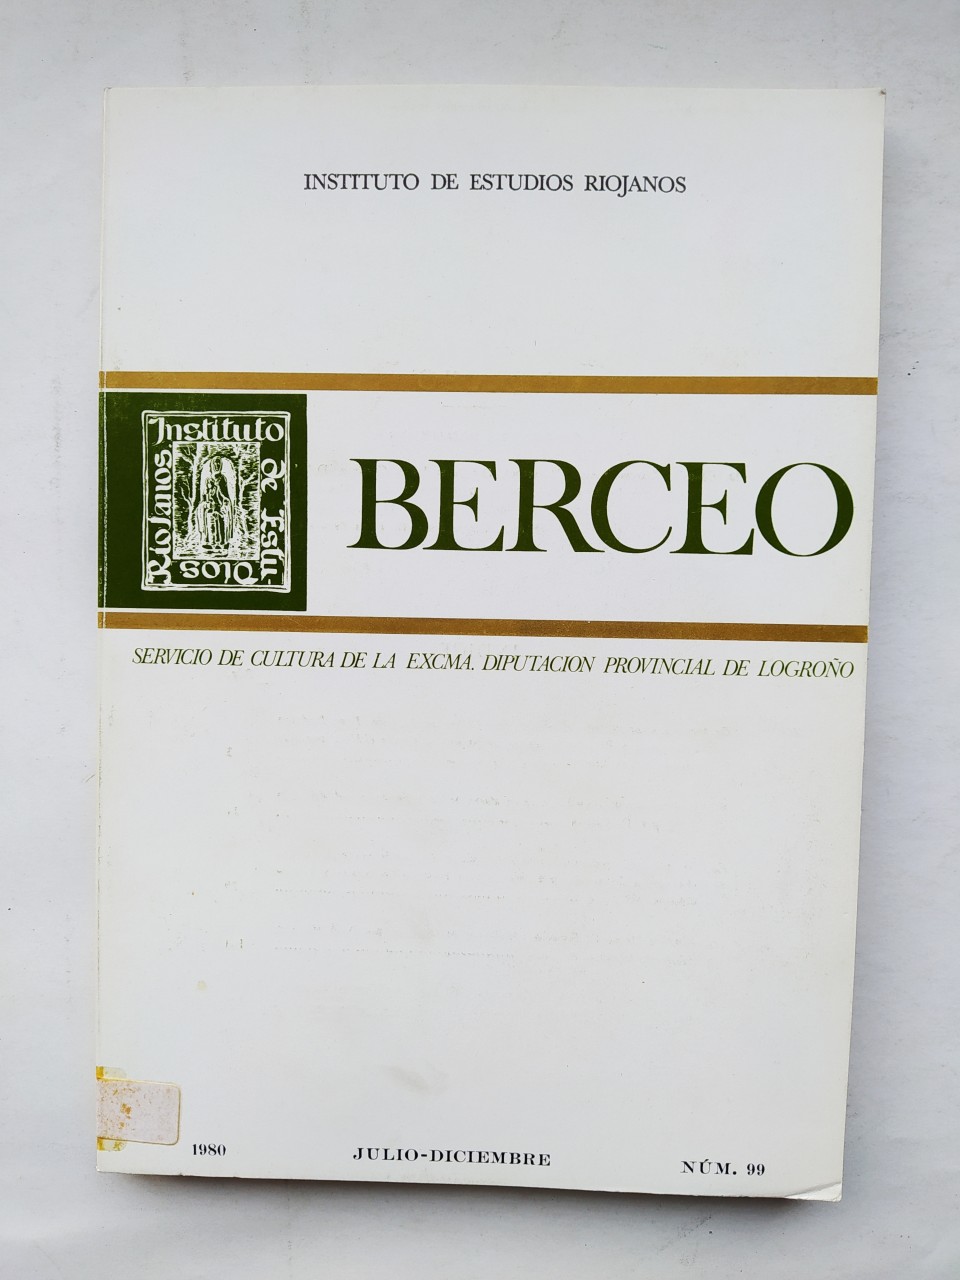 INSTITUTO DE ESTUDIOS RIOJANOS
Instituto
de Estu-
Dios
RioJanos.
BERCEO
SERVICIO DE CULTURA DE LA EXCMA. DIPUTACION PROVINCIAL DE LOGROÑO
1980 JULIO-DICIEMBRE NÚM. 99